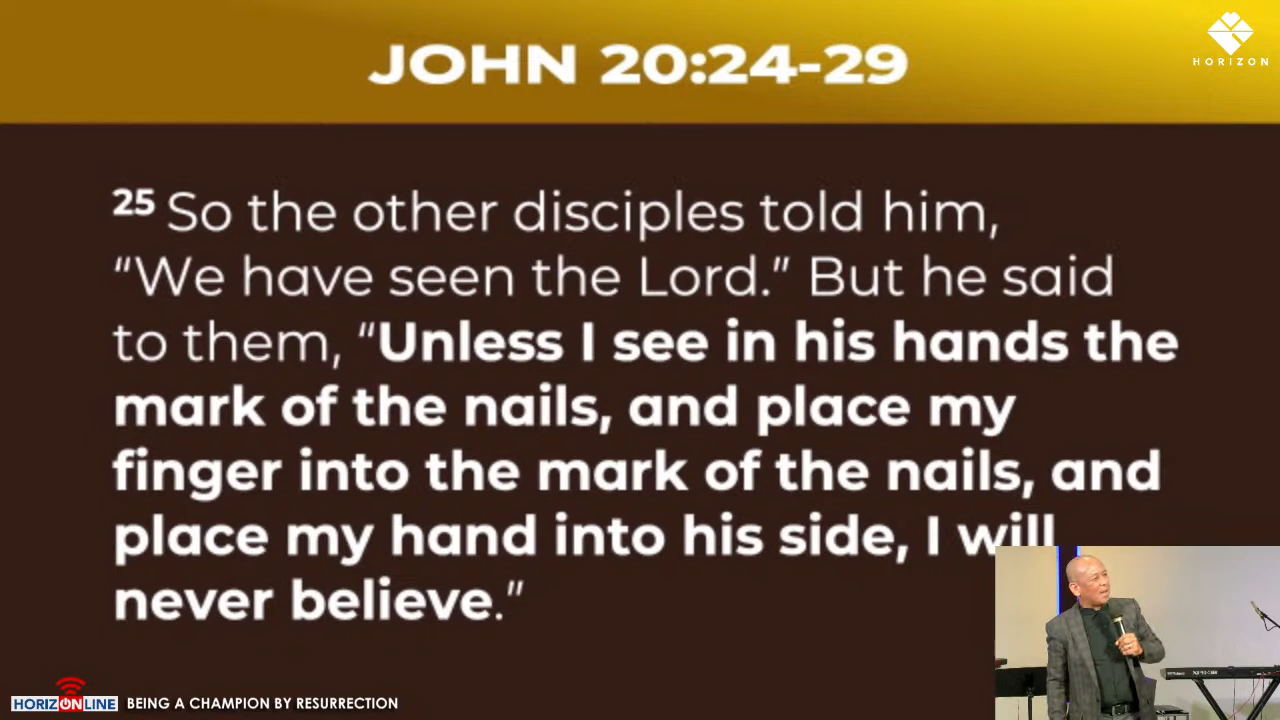 JOHN 20:24-29
HORIZON
25 So the other disciples told him,
“We have seen the Lord.” But he said
to them, “Unless I see in his hands the
mark of the nails, and place my
finger into the mark of the nails, and
place my hand into his side, I will
never believe.”
HORIZONLINE BEING A CHAMPION BY RESURRECTION